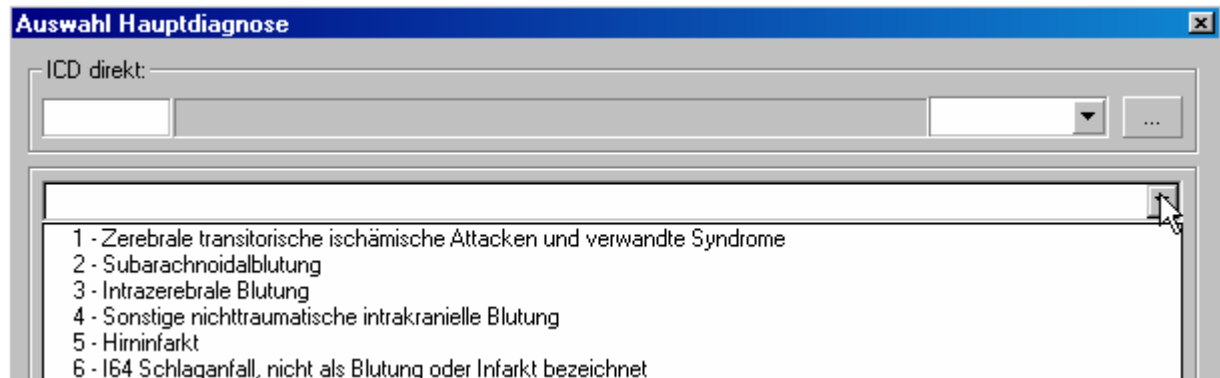 Auswahl Hauptdiagnose
ICD direkt:
...
1 - Zerebrale transitorische ischämische Attacken und verwandte Syndrome
2 - Subarachnoidalblutung
3 - Intrazerebrale Blutung
4 - Sonstige nichttraumatische intrakranielle Blutung
5 - Hirninfarkt
6 - I64 Schlaganfall, nicht als Blutung oder Infarkt bezeichnet